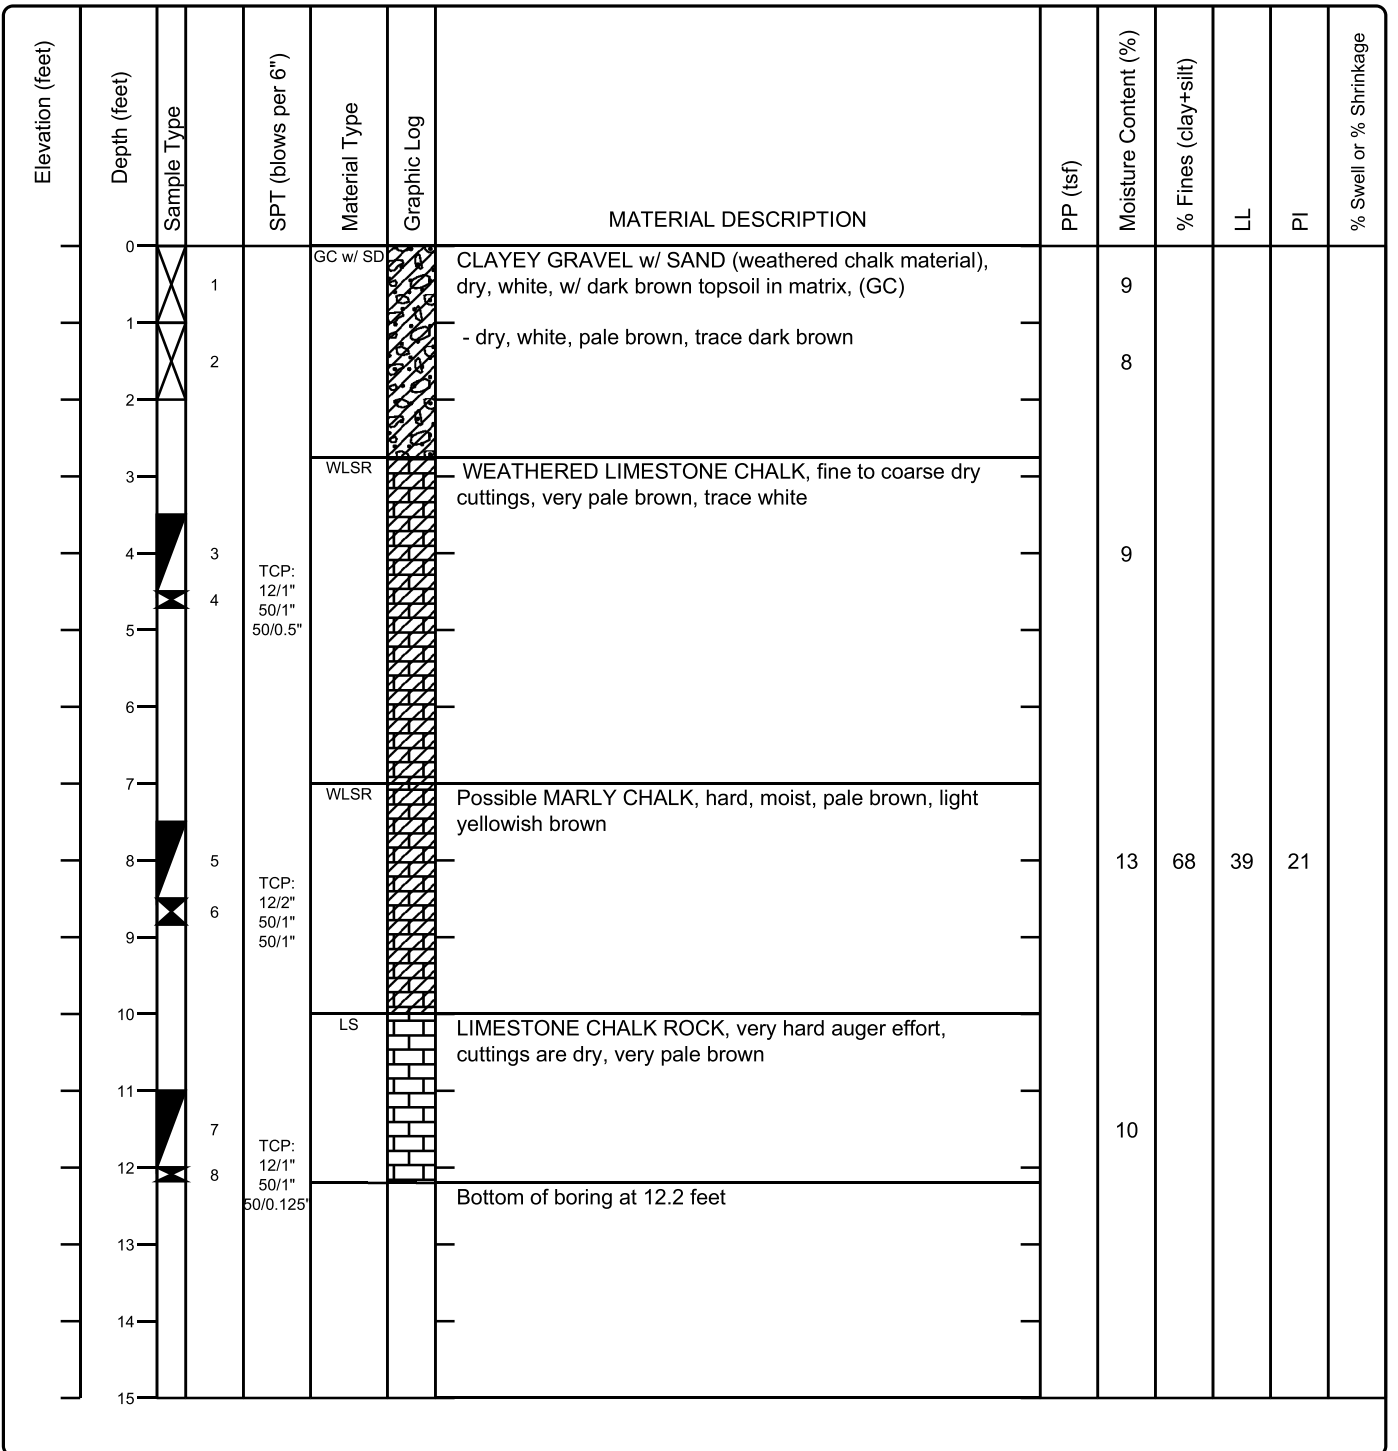 Elevation (feet)
Depth (feet)
Sample Type
SPT (blows per 6")
Material Type
Graphic Log
MATERIAL DESCRIPTION
PP (tsf)
Moisture Content (%)
% Fines (clay+silt)
LL
PI
% Swell or % Shrinkage
0
GC w/ SD
CLAYEY GRAVEL w/ SAND (weathered chalk material),
dry, white, w/ dark brown topsoil in matrix, (GC)
1
9
1
- dry, white, pale brown, trace dark brown
2
8
2
WLSR
WEATHERED LIMESTONE CHALK, fine to coarse dry
cuttings, very pale brown, trace white
3
4
3
9
TCP:
12/1"
50/1"
50/0.5"
4
5
6
7
WLSR
Possible MARLY CHALK, hard, moist, pale brown, light
yellowish brown
8
5
13
68
39
21
TCP:
12/2"
50/1"
50/1"
6
9
10
LS
LIMESTONE CHALK ROCK, very hard auger effort,
cuttings are dry, very pale brown
11
7
10
TCP:
12/1"
50/1"
50/0.125"
12
8
Bottom of boring at 12.2 feet
13
14
15